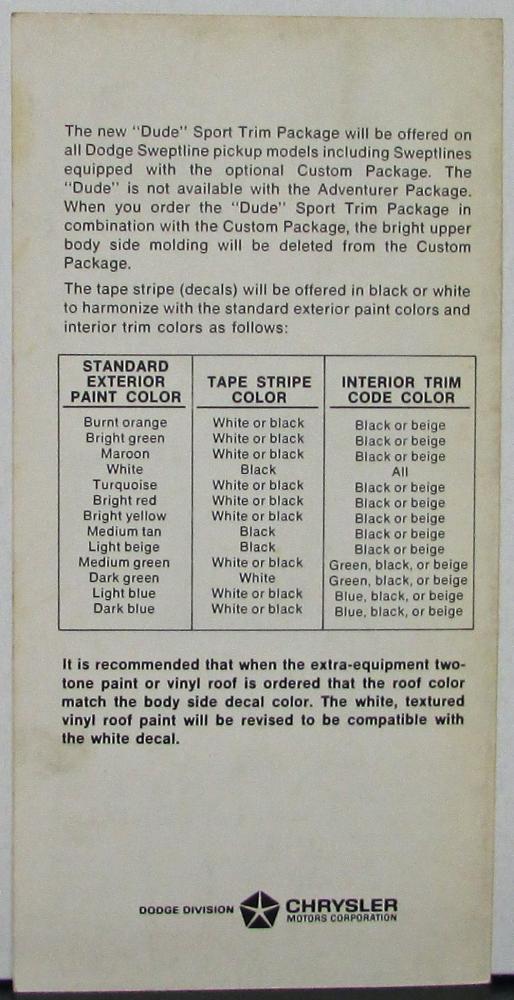 The new "Dude" Sport Trim Package will be offered on
all Dodge Sweptline pickup models including Sweptlines
equipped with the optional Custom Package. The
"Dude" is not available with the Adventurer Package.
When you order the "Dude" Sport Trim Package in
combination with the Custom Package, the bright upper
body side molding will be deleted from the Custom
Package.
The tape stripe (decals) will be offered in black or white
to harmonize with the standard exterior paint colors and
interior trim colors as follows:
STANDARD
EXTERIOR
PAINT COLOR
TAPE STRIPE
COLOR
INTERIOR TRIM
CODE COLOR
Burnt orange White or black Black or beige
Bright green White or black Black or beige
Maroon White or black Black or beige
White Black All
Turquoise White or black Black or beige
Bright red White or black Black or beige
Bright yellow White or black Black or beige
Medium tan Black Black or beige
Light beige Black Black or beige
Medium green White or black Green, black, or beige
Dark green White Green, black, or beige
Light blue White or black Blue, black, or beige
Dark blue White or black Blue, black, or beige
It is recommended that when the extra-equipment two-
tone paint or vinyl roof is ordered that the roof color
match the body side decal color. The white, textured
vinyl roof paint will be revised to be compatible with
the white decal.
DODGE DIVISION CHRYSLER
MOTORS CORPORATION